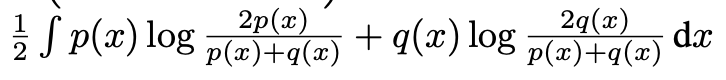 ½ ∫ p(x) log 2p(x)/(p(x)+q(x)) + q(x) log 2q(x)/(p(x)+q(x)) dx